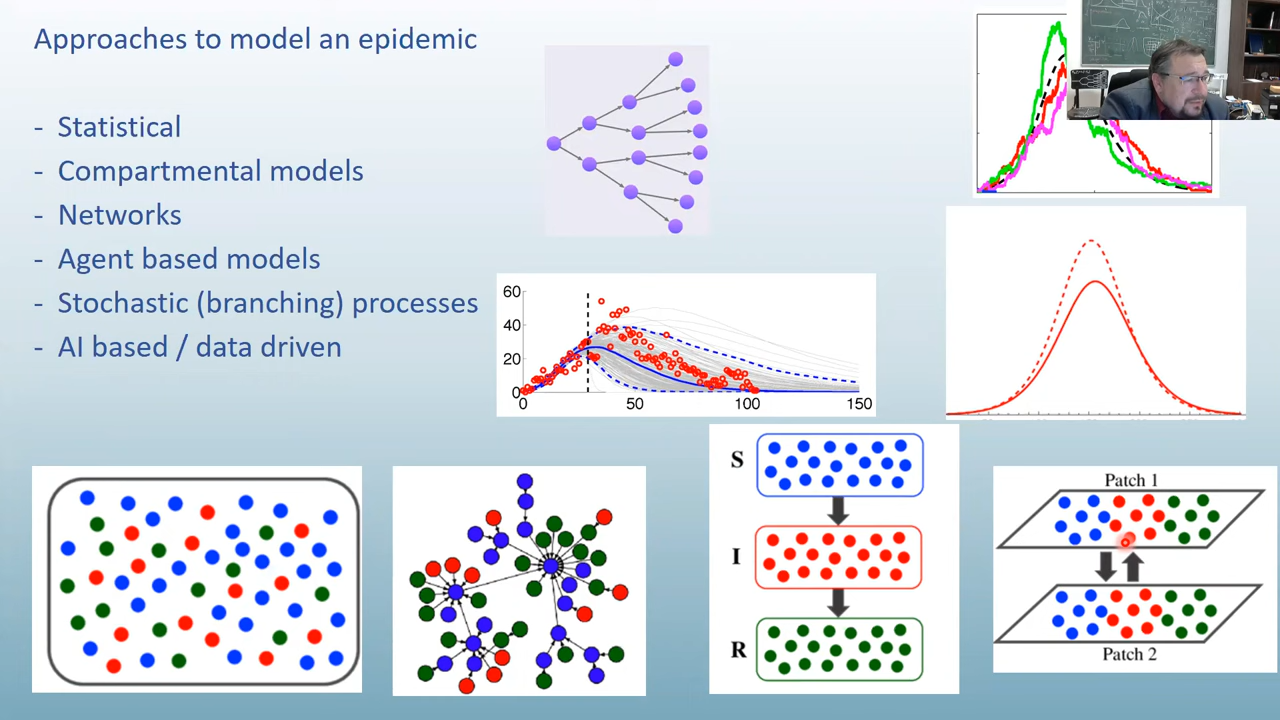 Approaches to model an epidemic
- Statistical
- Compartmental models
- Networks
- Agent based models
- Stochastic (branching) processes
- AI based / data driven
60
40
20
0
0 50 100 150
S
I
R
Patch 1
Patch 2